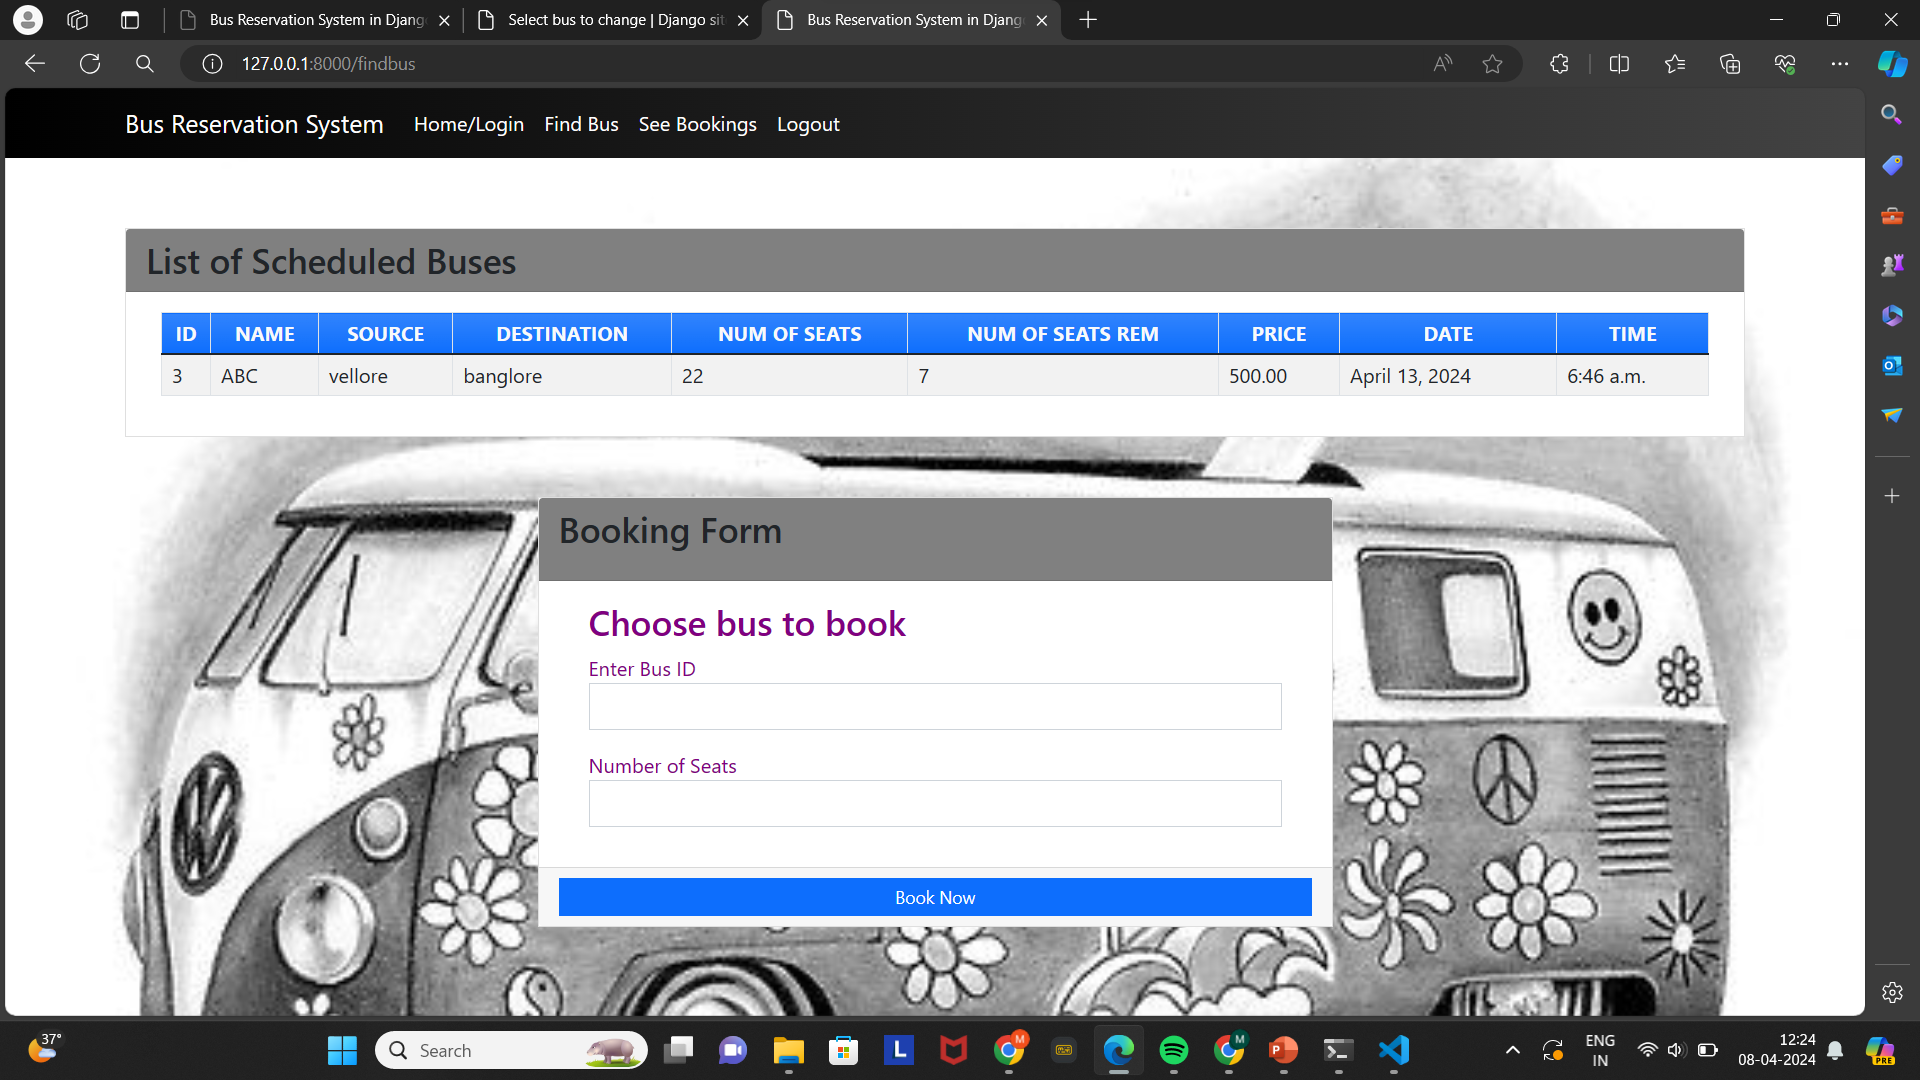 Bus Reservation System in Djang
Select bus to change | Django sit
Bus Reservation System in Djang
127.0.0.1:8000/findbus
Bus Reservation System Home/Login Find Bus See Bookings Logout
List of Scheduled Buses
ID NAME SOURCE DESTINATION NUM OF SEATS NUM OF SEATS REM PRICE DATE TIME
3 ABC vellore banglore 22 7 500.00 April 13, 2024 6:46 a.m.
Booking Form
Choose bus to book
Enter Bus ID
Number of Seats
Book Now
37°
Search
L
M
M
P
ENG
IN
12:24
08-04-2024
PRE